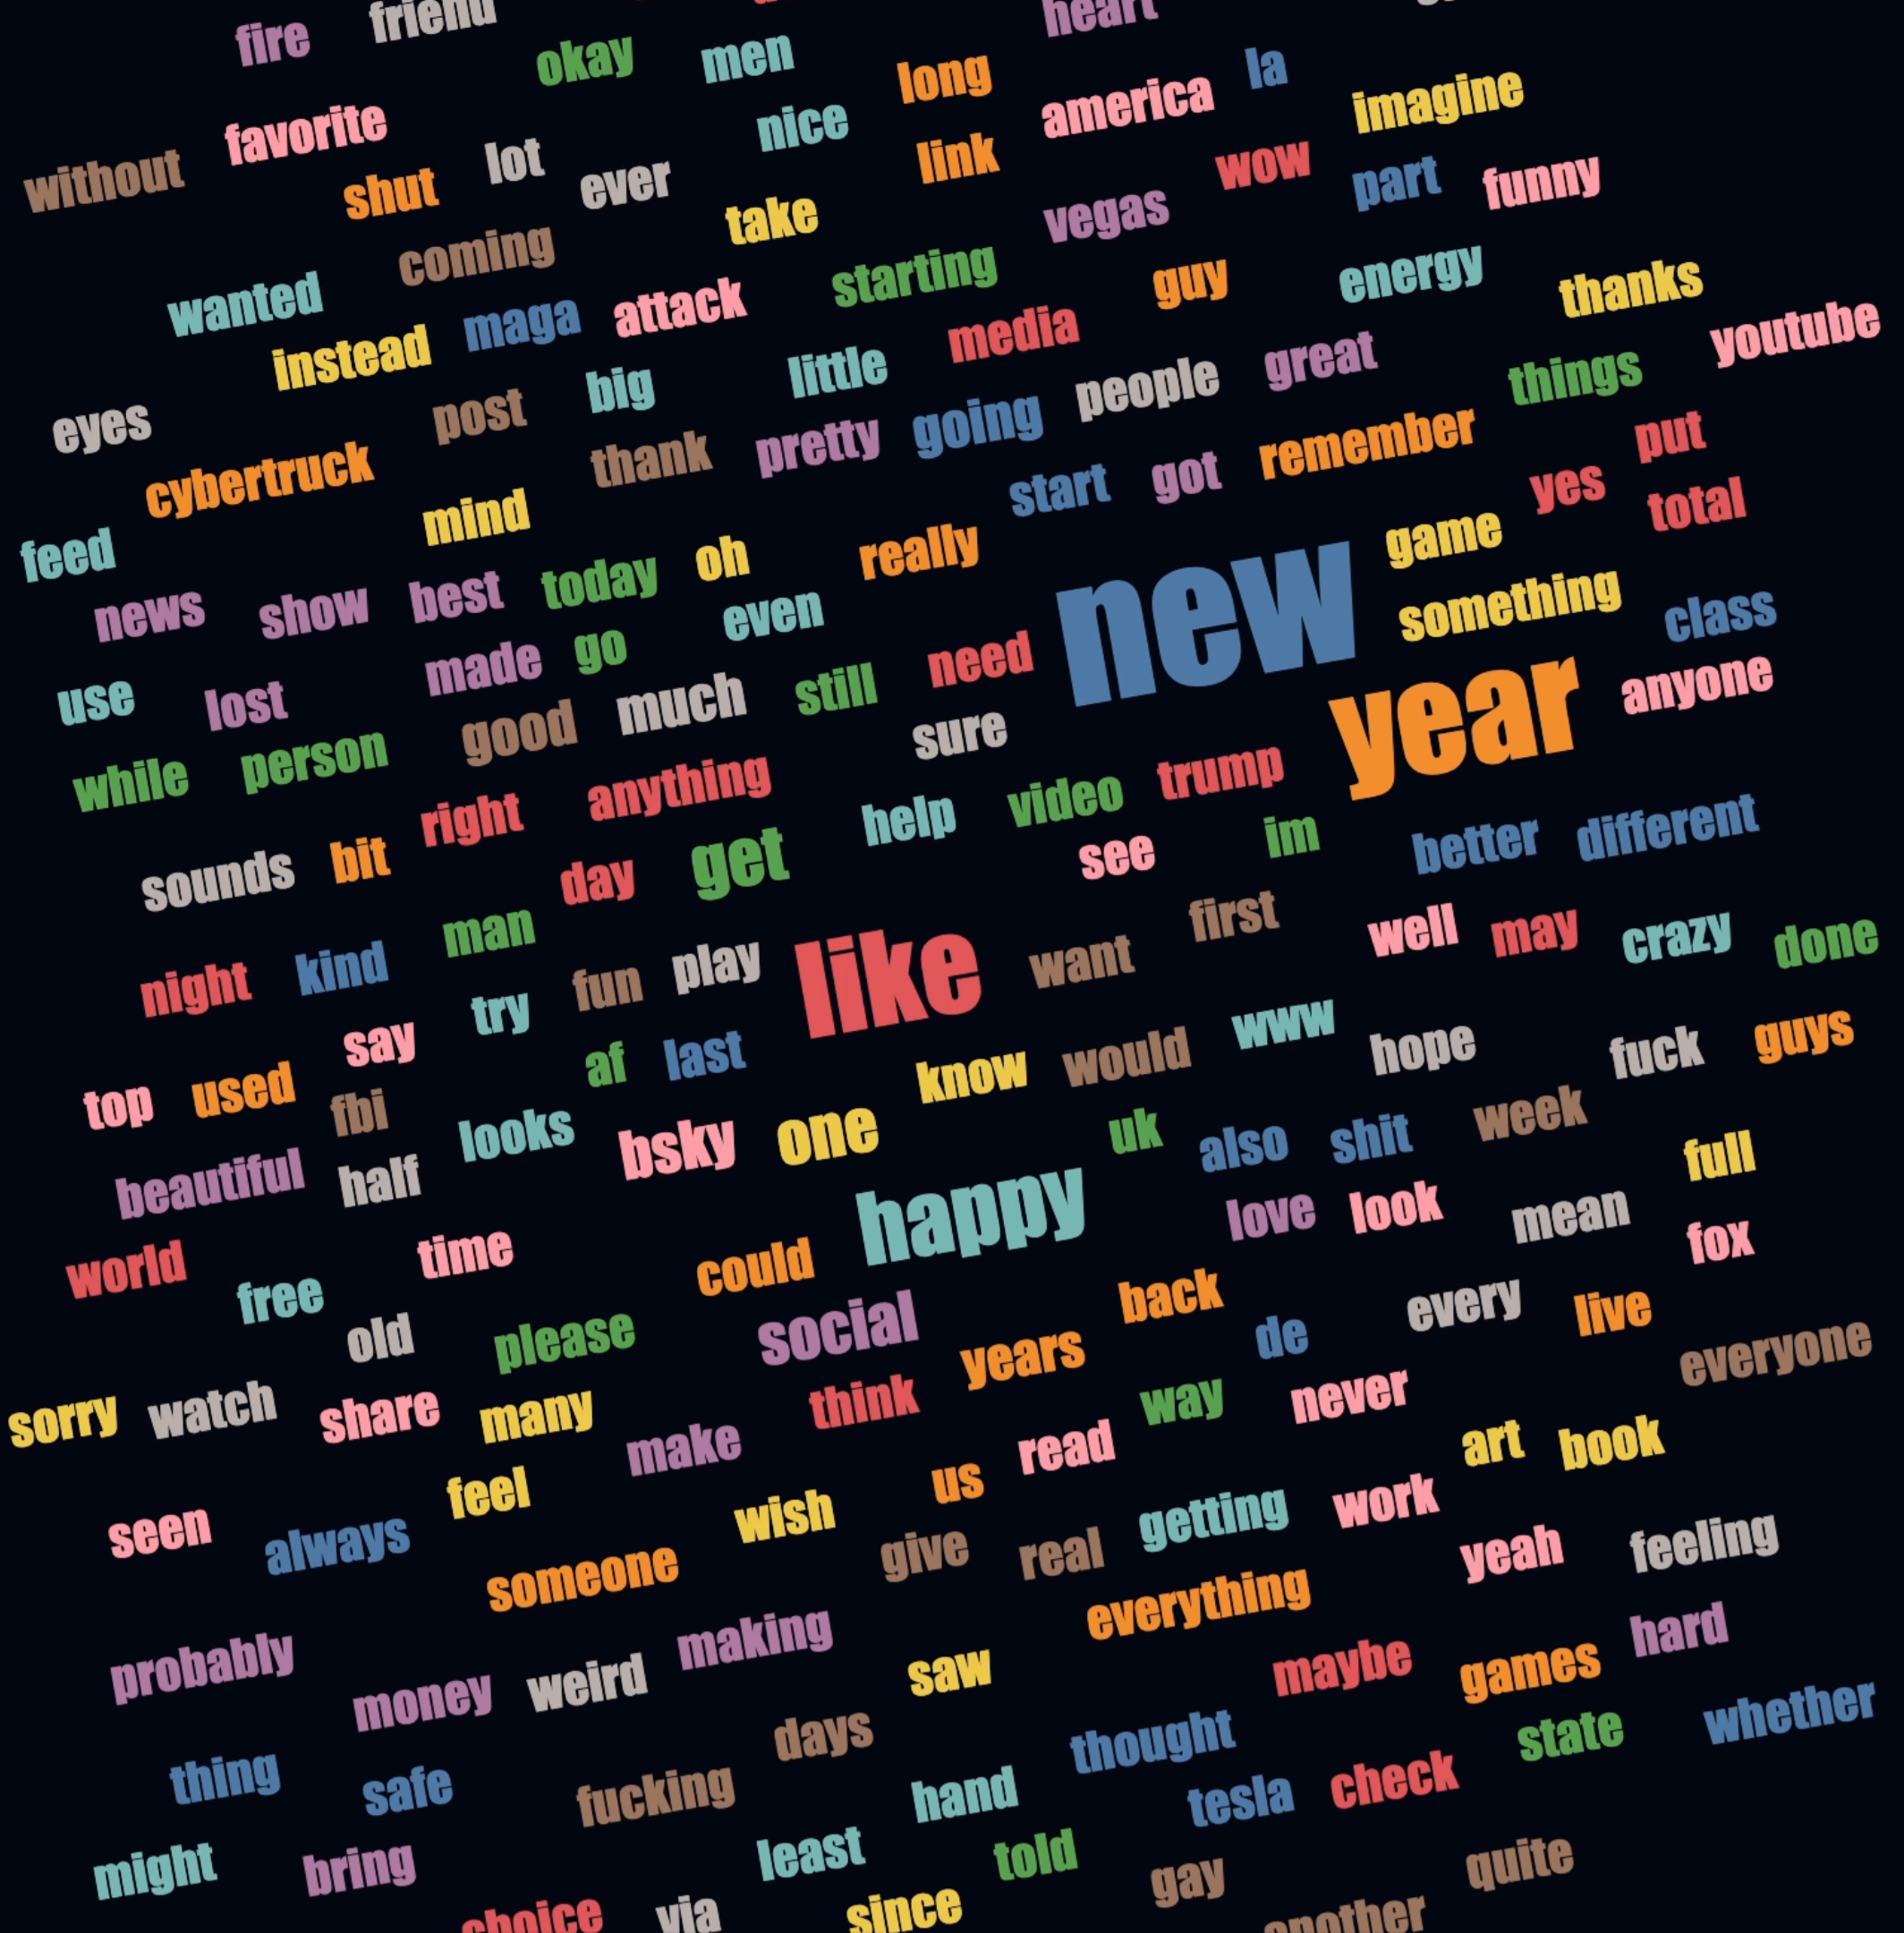 friend
heart
fire
okay
men
long
la
america
imagine
favorite
nice
link
wow
without
shut
lot
ever
take
vegas
part
funny
coming
starting
guy
energy
thanks
wanted
maga
attack
media
youtube
instead
big
little
people
great
things
eyes
post
thank
pretty
going
remember
put
cybertruck
mind
start
got
yes
total
feed
today
oh
really
new
game
news
show
best
even
something
class
made
go
need
use
lost
much
still
year
anyone
good
sure
while
person
right
anything
video
trump
help
im
better
different
sounds
bit
day
get
see
man
first
well
may
crazy
done
night
kind
fun
play
like
want
try
www
hope
fuck
guys
say
af
last
know
would
top
used
fbi
looks
bsky
one
uk
also
shit
week
beautiful
half
full
happy
love
look
mean
fox
world
time
could
free
back
every
live
old
please
social
years
de
everyone
sorry
watch
share
many
think
way
never
make
read
art
book
feel
us
work
seen
always
wish
give
real
getting
yeah
feeling
someone
everything
probably
making
hard
money
weird
saw
maybe
games
days
thought
state
whether
thing
safe
fucking
hand
tesla
check
might
bring
least
told
gay
quite
choice
via
since
another